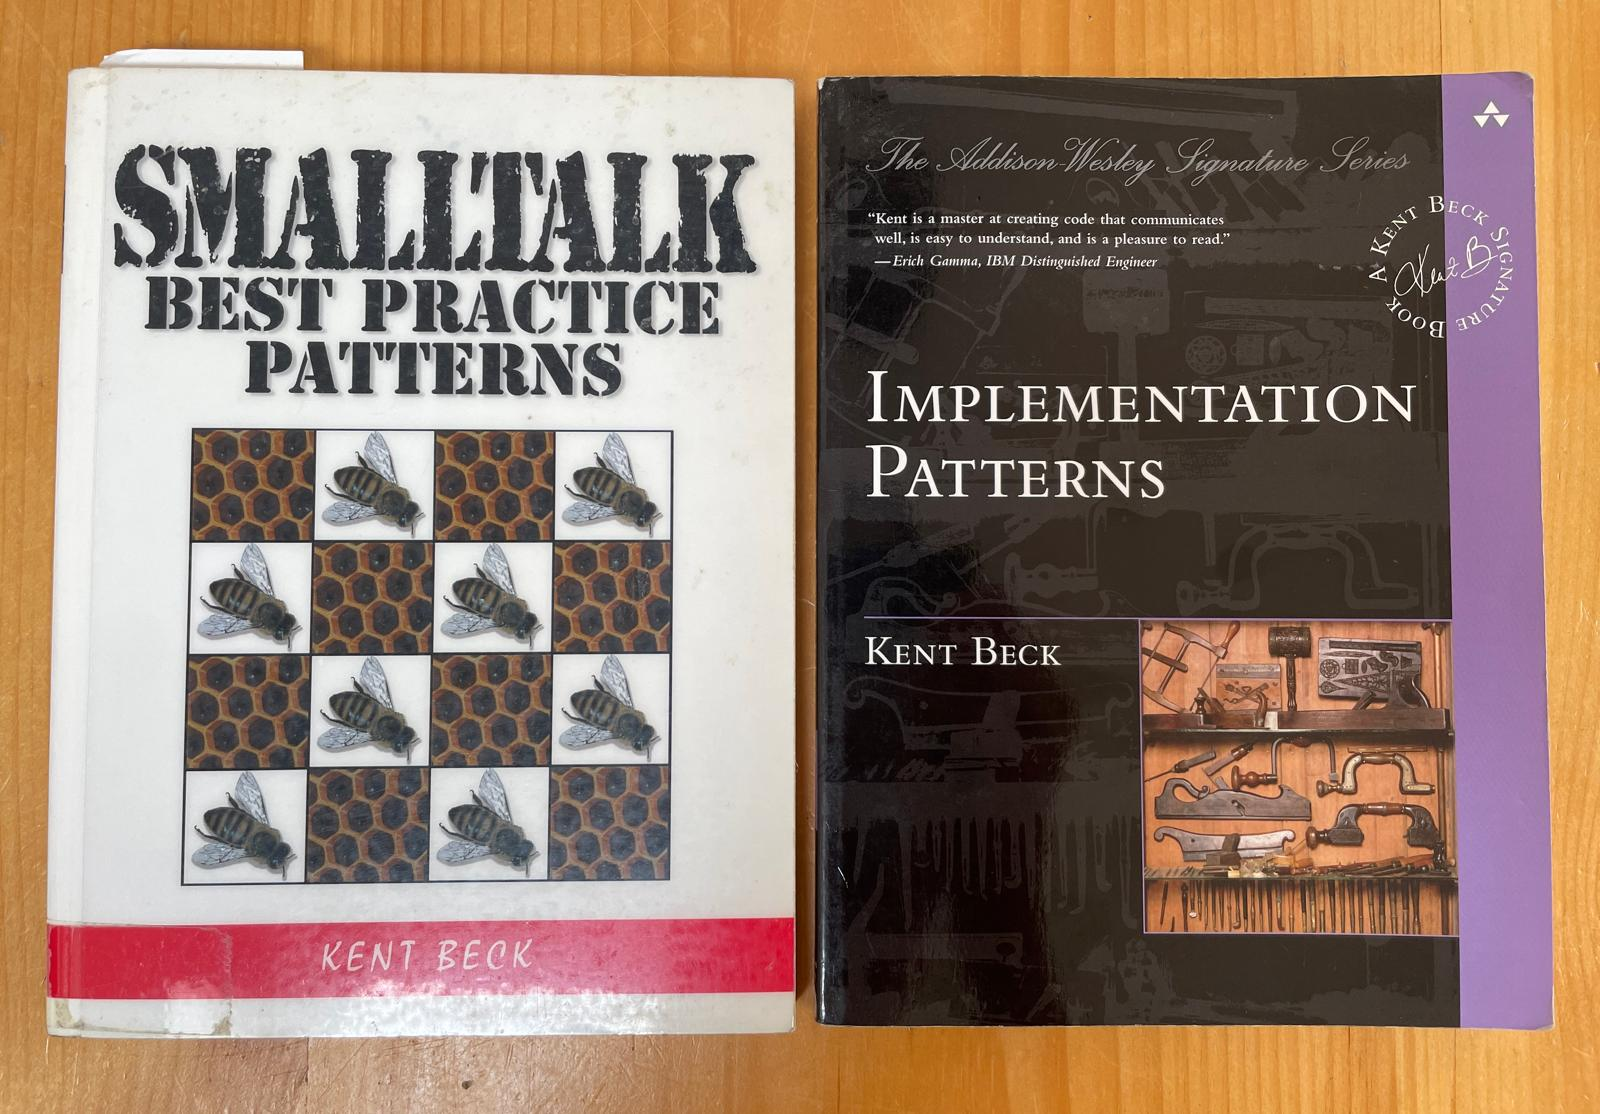 SMALLTALK
BEST PRACTICE
PATTERNS
KENT BECK
The Addison-Wesley Signature Series
“Kent is a master at creating code that communicates
well, is easy to understand, and is a pleasure to read.”
—Erich Gamma, IBM Distinguished Engineer
A KENT BECK SIGNATURE BOOK
Kent B
IMPLEMENTATION
PATTERNS
KENT BECK